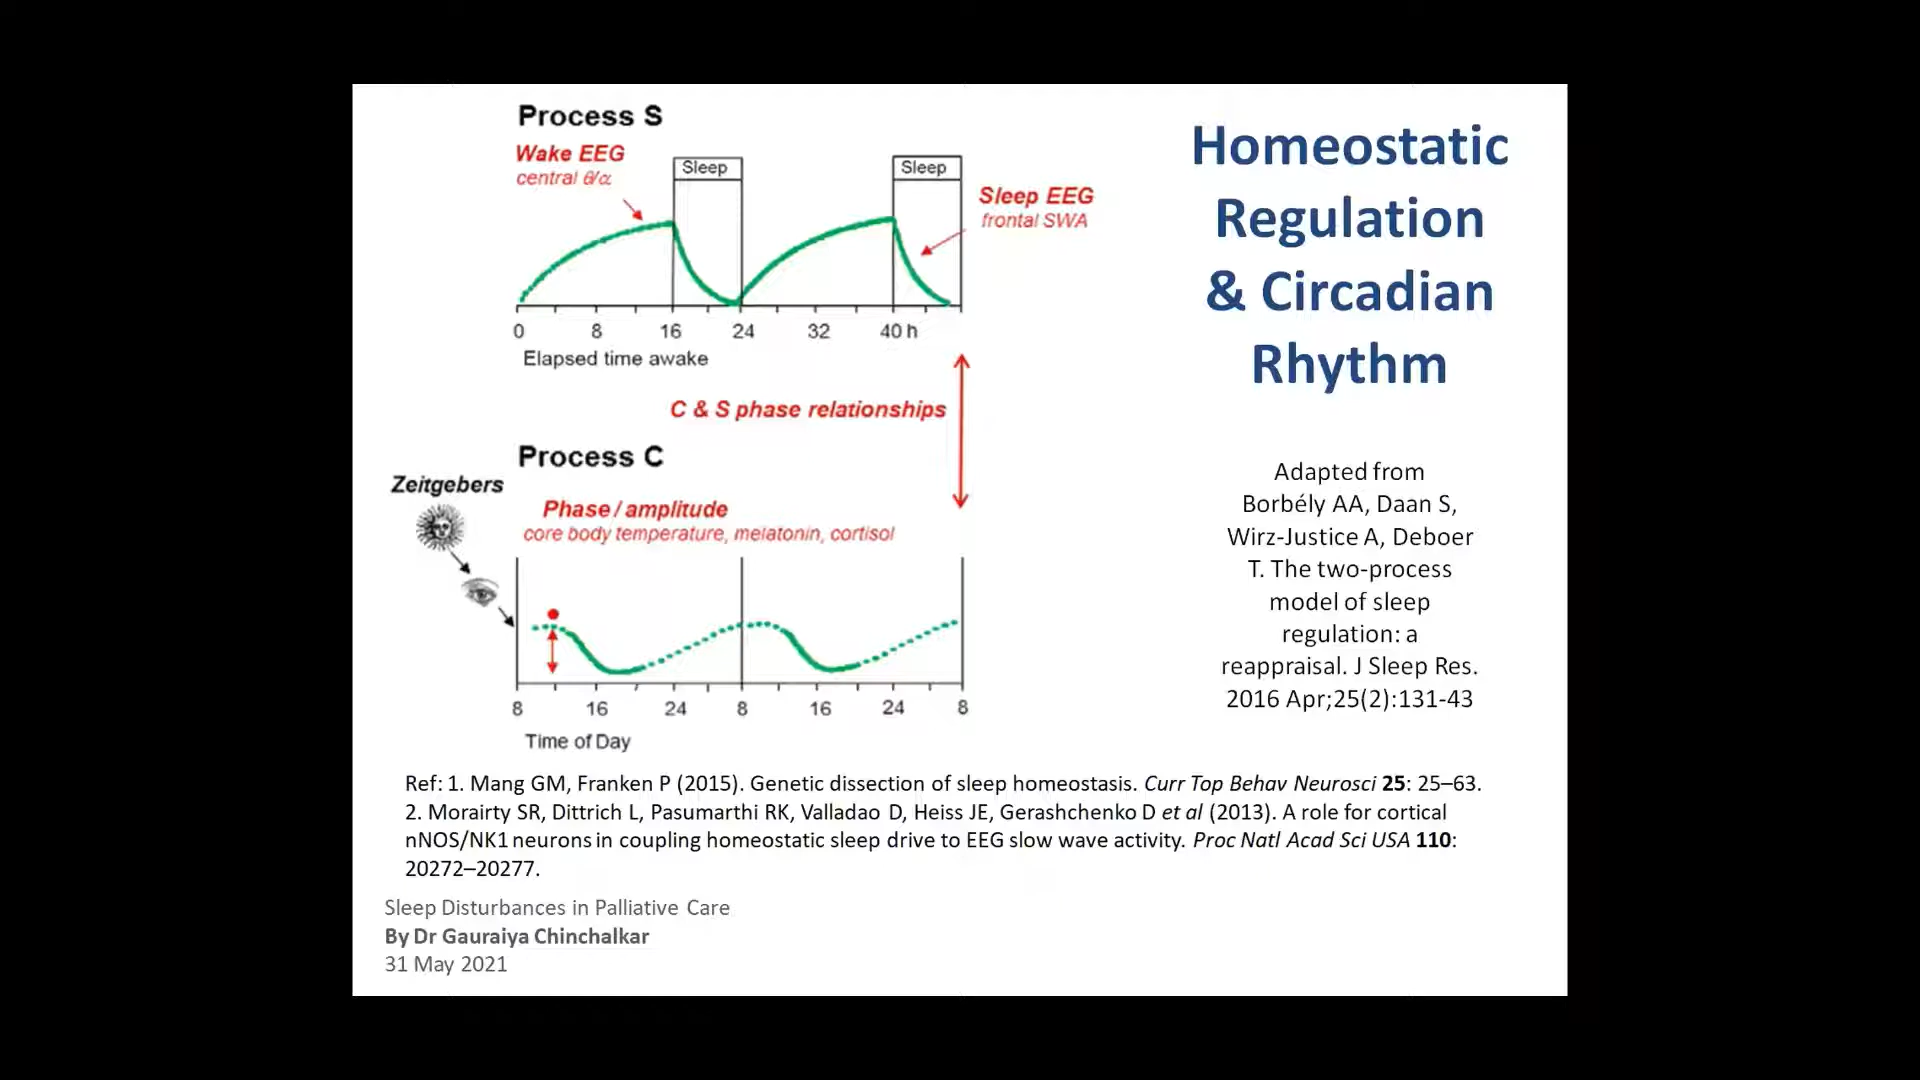 Process S
Wake EEG
central θ/α
Sleep
Sleep
Sleep EEG
frontal SWA
0 8 16 24 32 40 h
Elapsed time awake
C & S phase relationships
Process C
Zeitgebers
Phase / amplitude
core body temperature, melatonin, cortisol
8 16 24 8 16 24 8
Time of Day
Homeostatic
Regulation
& Circadian
Rhythm
Adapted from
Borbély AA, Daan S,
Wirz-Justice A, Deboer
T. The two-process
model of sleep
regulation: a
reappraisal. J Sleep Res.
2016 Apr;25(2):131-43
Ref: 1. Mang GM, Franken P (2015). Genetic dissection of sleep homeostasis. Curr Top Behav Neurosci 25: 25–63.
2. Morairty SR, Dittrich L, Pasumarthi RK, Valladao D, Heiss JE, Gerashchenko D et al (2013). A role for cortical
nNOS/NK1 neurons in coupling homeostatic sleep drive to EEG slow wave activity. Proc Natl Acad Sci USA 110:
20272–20277.
Sleep Disturbances in Palliative Care
By Dr Gauraiya Chinchalkar
31 May 2021